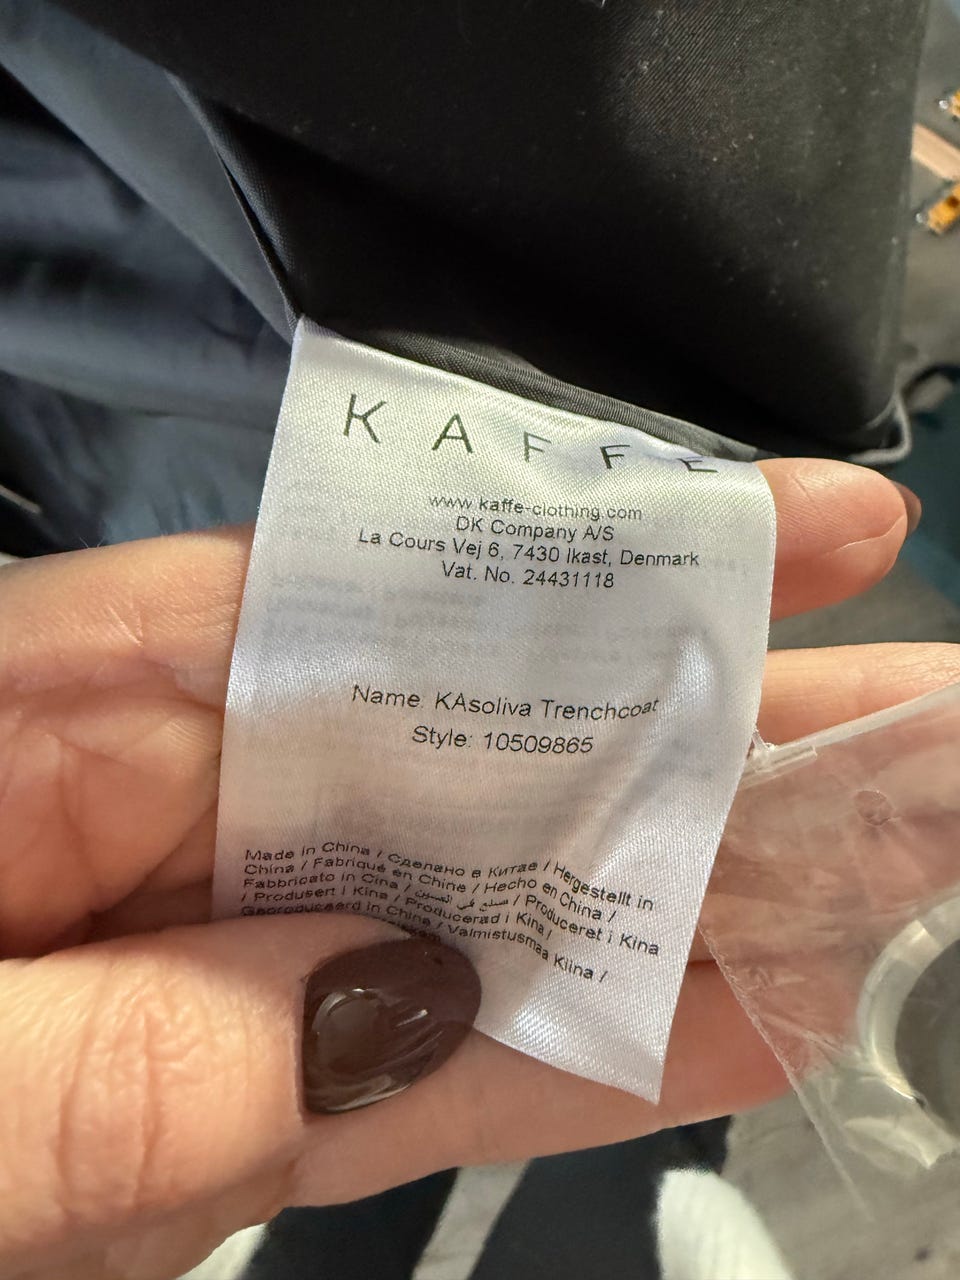 KAFFE
www.kaffe-clothing.com
DK Company A/S
La Cours Vej 6, 7430 Ikast, Denmark
Vat. No. 24431118
Name: KAsoliva Trenchcoat
Style: 10509865
Made in China / Сделано в Китае / Hergestellt in
China / Fabriqué en Chine / Hecho en China /
Fabbricato in Cina / صنع في الصين / Produceret i Kina
/ Produsert i Kina / Producerad i Kina/
Geproduceerd in China / Valmistusmaa Kiina /